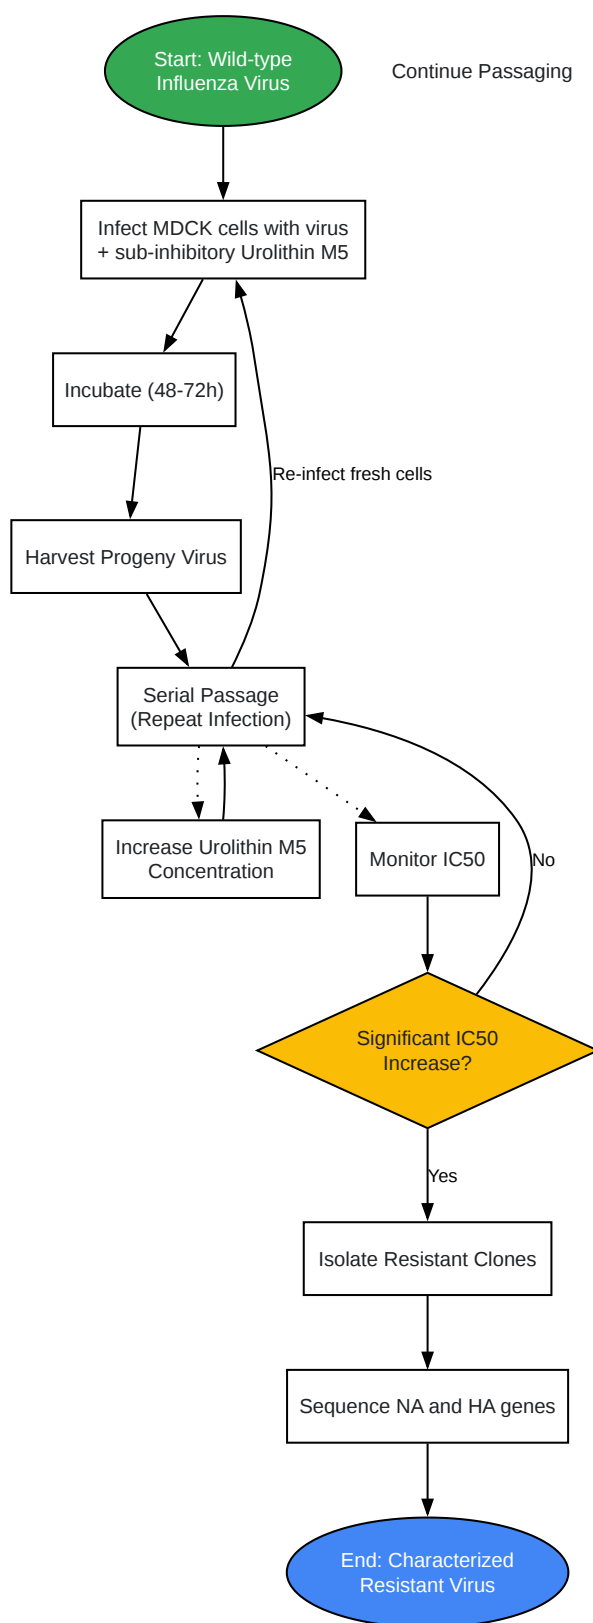 Start: Wild-type
Influenza Virus
Continue Passaging
Infect MDCK cells with virus
+ sub-inhibitory Urolithin M5
Incubate (48-72h)
Re-infect fresh cells
Harvest Progeny Virus
Serial Passage
(Repeat Infection)
Increase Urolithin M5
Concentration
Monitor IC50
No
Significant IC50
Increase?
Yes
Isolate Resistant Clones
Sequence NA and HA genes
End: Characterized
Resistant Virus